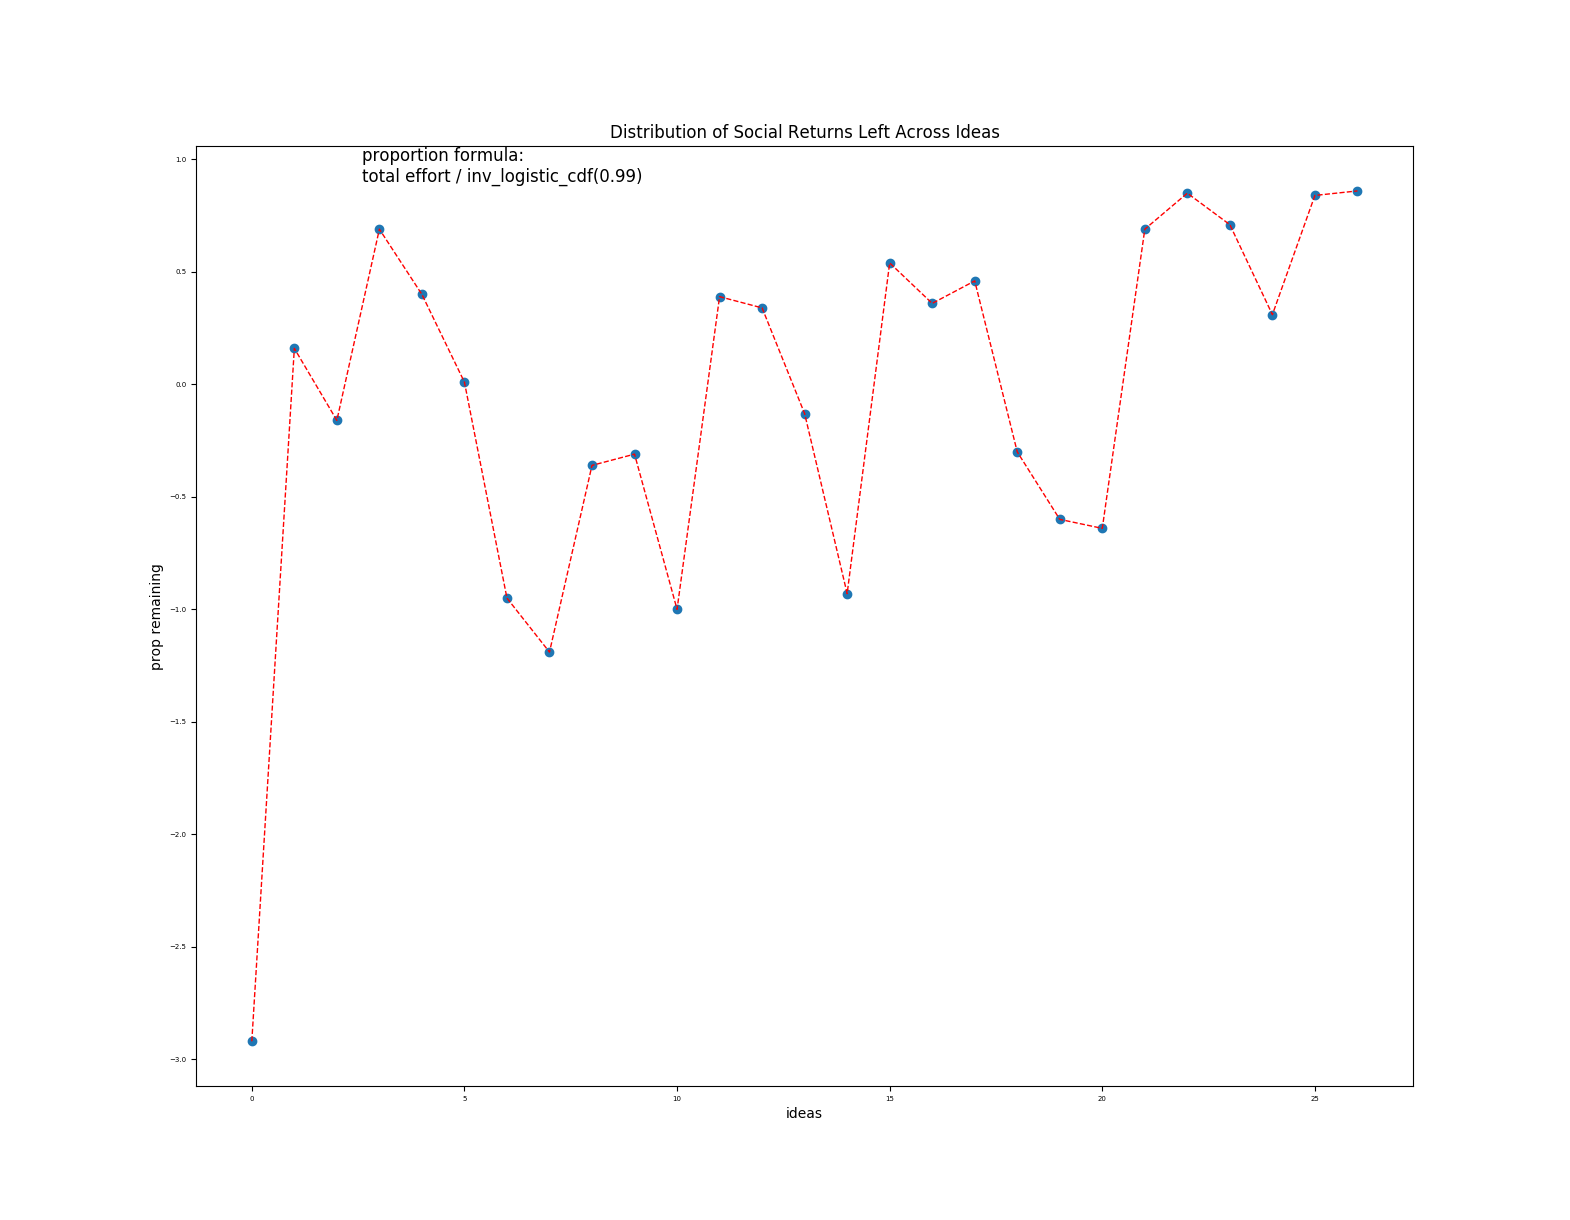 Distribution of Social Returns Left Across Ideas
proportion formula:
total effort / inv_logistic_cdf(0.99)
1.0
0.5
0.0
−0.5
−1.0
−1.5
−2.0
−2.5
−3.0
prop remaining
0 5 10 15 20 25
ideas